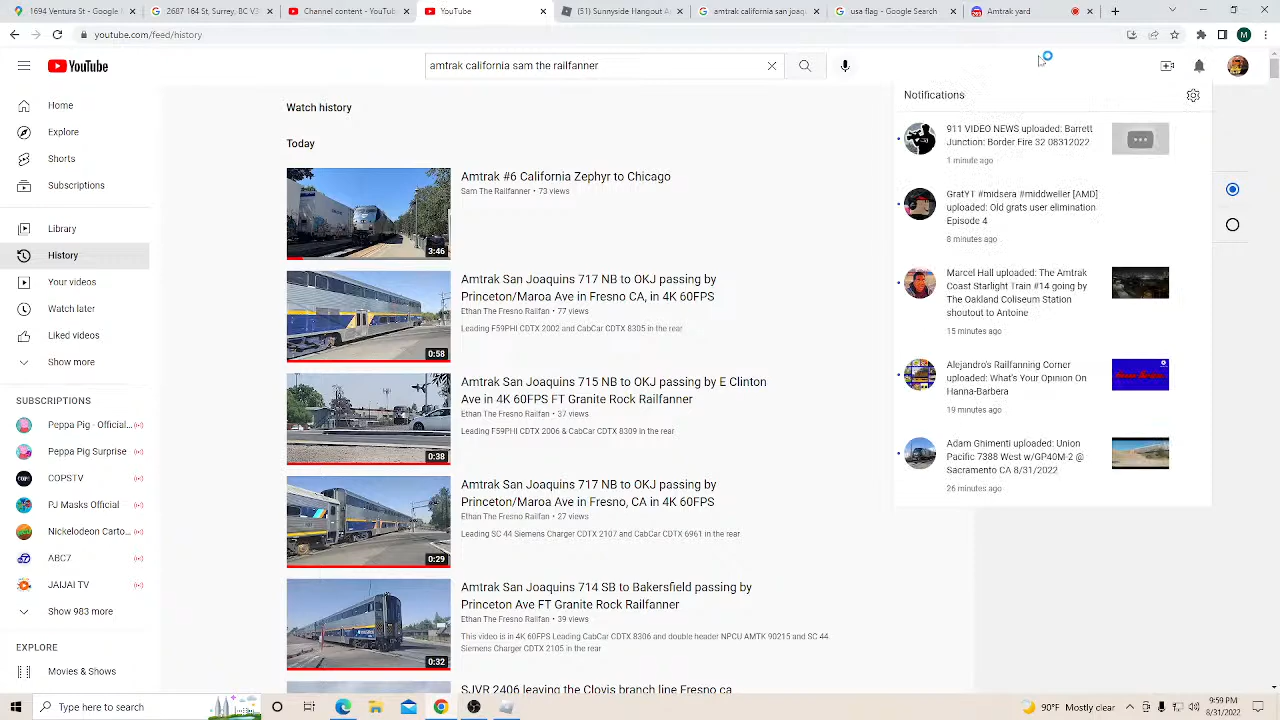 1694 Ventura St - Google
2687 164 St, Surrey, BC V3
Channel content - YouTub
YouTube
(1) Sunnyside Hangout A
amtrak california san joaq
usa tag - Google Search
Amtrak yard
youtube.com/feed/history
M
YouTube
amtrak california sam the railfanner
Home
Explore
Shorts
Subscriptions
Library
History
Your videos
Watch later
Liked videos
Show more
SUBSCRIPTIONS
Peppa Pig - Official...
Peppa Pig Surprise
COPSTV
PJ Masks Official
Nickelodeon Carto...
ABC7
JAIJAI TV
Show 983 more
EXPLORE
Movies & Shows
Watch history
Today
3:46
Amtrak #6 California Zephyr to Chicago
Sam The Railfanner • 73 views
0:58
Amtrak San Joaquins 717 NB to OKJ passing by
Princeton/Maroa Ave in Fresno CA, in 4K 60FPS
Ethan The Fresno Railfan • 77 views
Leading F59PHI CDTX 2002 and CabCar CDTX 8305 in the rear
0:38
Amtrak San Joaquins 715 NB to OKJ passing by E Clinton
Ave in 4K 60FPS FT Granite Rock Railfanner
Ethan The Fresno Railfan • 37 views
Leading F59PHI CDTX 2006 & CabCar CDTX 8309 in the rear
0:29
Amtrak San Joaquins 717 NB to OKJ passing by
Princeton/Maroa Ave in Fresno, CA in 4K 60FPS
Ethan The Fresno Railfan • 27 views
Leading SC 44 Siemens Charger CDTX 2107 and CabCar CDTX 6961 in the rear
0:32
Amtrak San Joaquins 714 SB to Bakersfield passing by
Princeton Ave FT Granite Rock Railfanner
Ethan The Fresno Railfan • 39 views
This video is in 4K 60FPS Leading CabCar CDTX 8306 and double header NPCU AMTK 90215 and SC 44
Siemens Charger CDTX 2105 in the rear
SJVR 2406 leaving the Clovis branch line Fresno ca
Notifications
911 VIDEO NEWS uploaded: Barrett
Junction: Border Fire 32 08312022
1 minute ago
GratYT #midsera #middweller [AMD]
uploaded: Old grats user elimination
Episode 4
8 minutes ago
Marcel Hall uploaded: The Amtrak
Coast Starlight Train #14 going by
The Oakland Coliseum Station
shoutout to Antoine
15 minutes ago
Alejandro's Railfanning Corner
uploaded: What's Your Opinion On
Hanna-Barbera
19 minutes ago
Adam Ghimenti uploaded: Union
Pacific 7388 West w/GP40M 2 @
Sacramento CA 8/31/2022
26 minutes ago
Type here to search
90°F Mostly clear
9:59 PM
8/31/2022